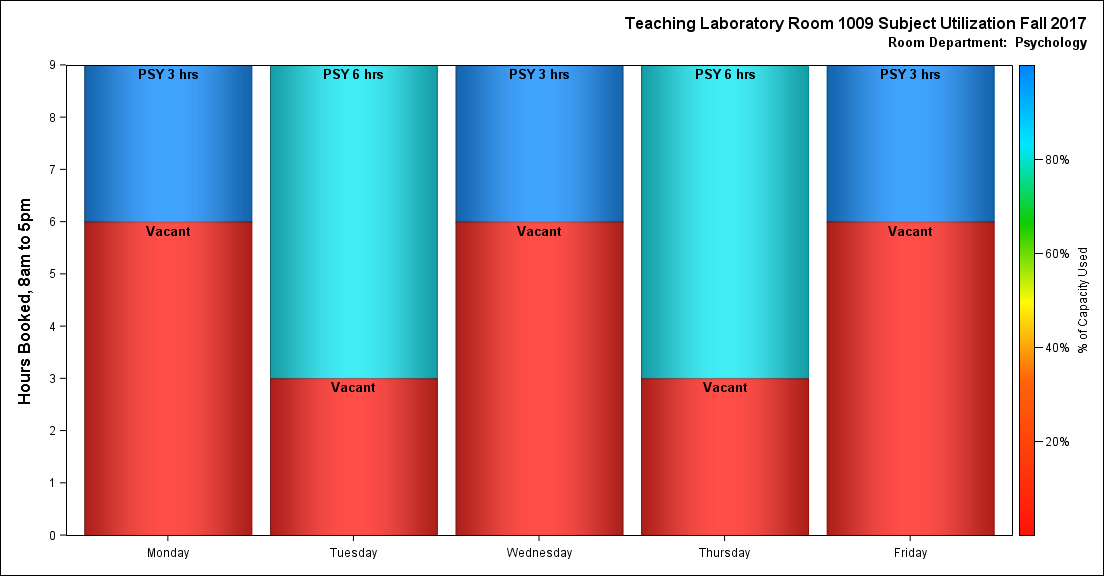 Teaching Laboratory Room 1009 Subject Utilization Fall 2017
Room Department:  Psychology
Hours Booked, 8am to 5pm
9
8
7
6
5
4
3
2
1
0
PSY 3 hrs
Vacant
PSY 6 hrs
Vacant
PSY 3 hrs
Vacant
PSY 6 hrs
Vacant
PSY 3 hrs
Vacant
Monday
Tuesday
Wednesday
Thursday
Friday
80%
60%
40%
20%
% of Capacity Used